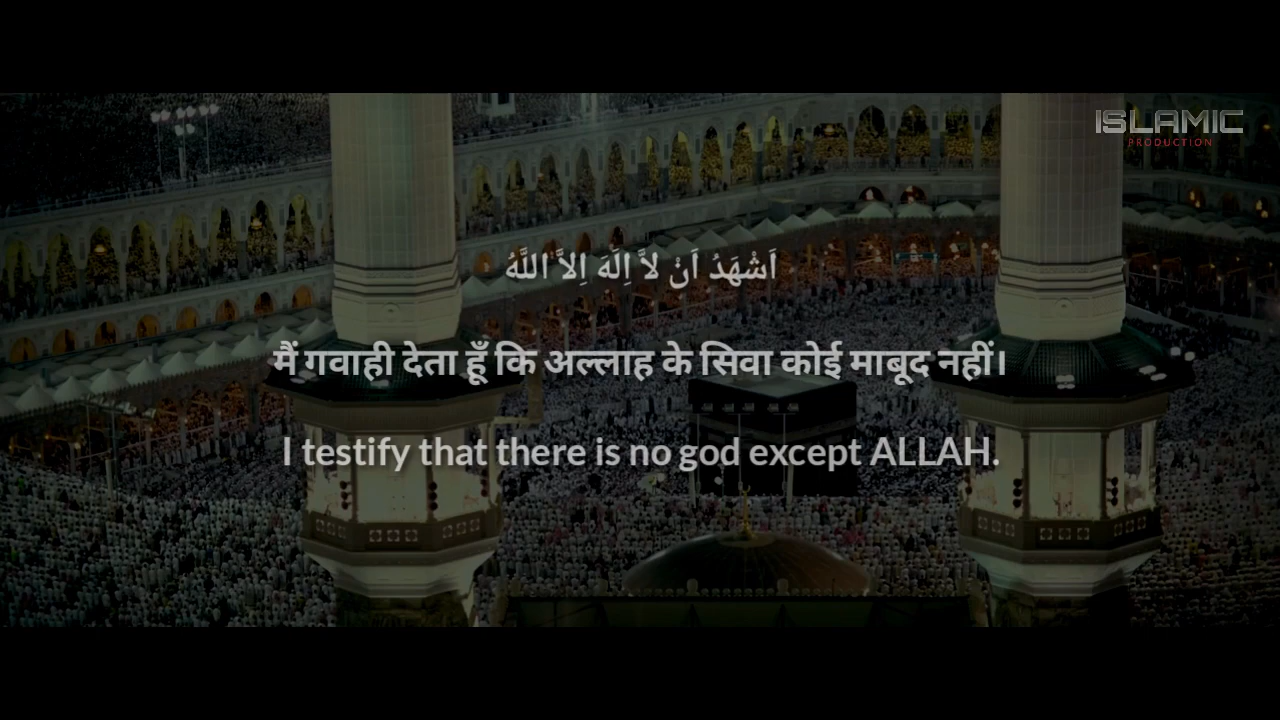 ISLAMIC
PRODUCTION
اَشْهَدُ اَنْ لاَّ اِلَهَ اِلاَّ اللَّهُ
मैं गवाही देता हूँ कि अल्लाह के सिवा कोई माबूद नहीं।
I testify that there is no god except ALLAH.